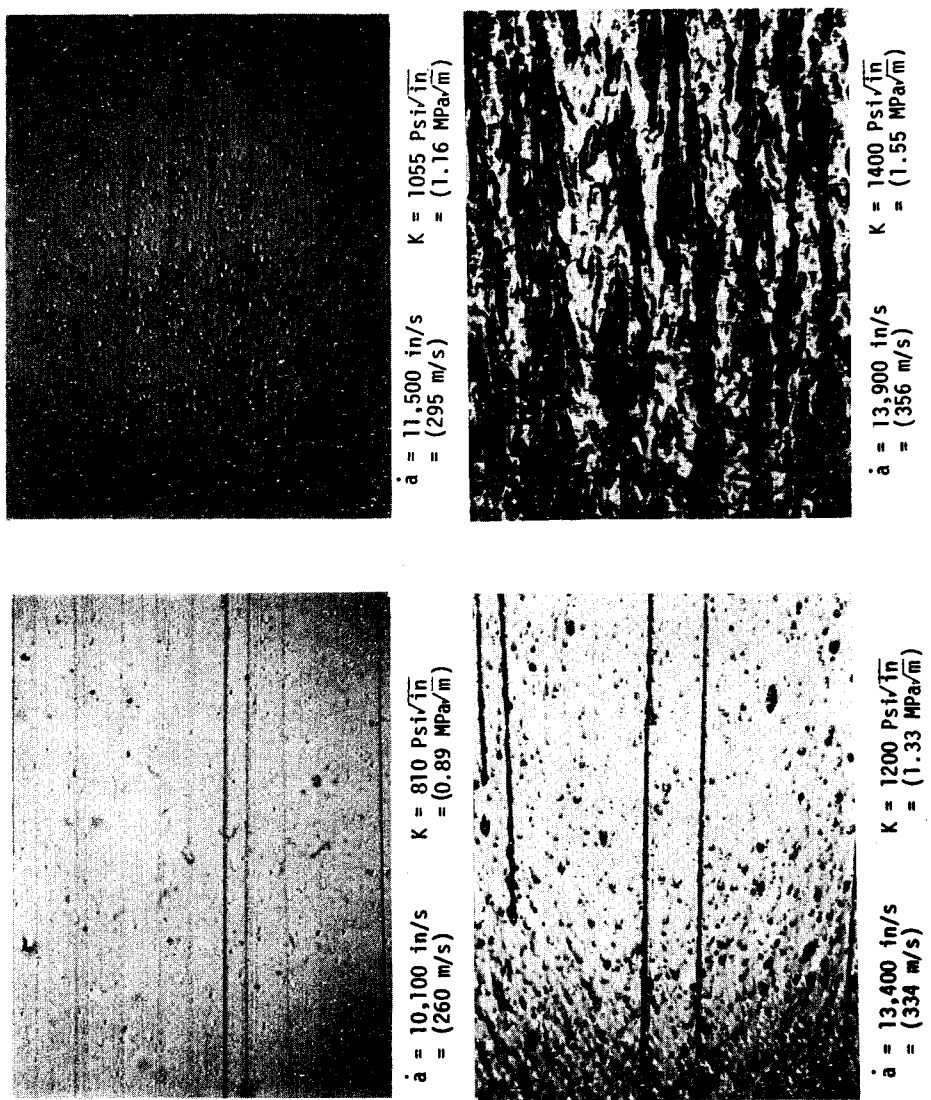 ȧ = 10,100 in/s K = 810 Psi√in
= (260 m/s) = (0.89 MPa√m)
ȧ = 11,500 in/s K = 1055 Psi√in
= (295 m/s) = (1.16 MPa√m)
ȧ = 13,400 in/s K = 1200 Psi√in
= (334 m/s) = (1.33 MPa√m)
ȧ = 13,900 in/s K = 1400 Psi√in
= (356 m/s) = (1.55 MPa√m)